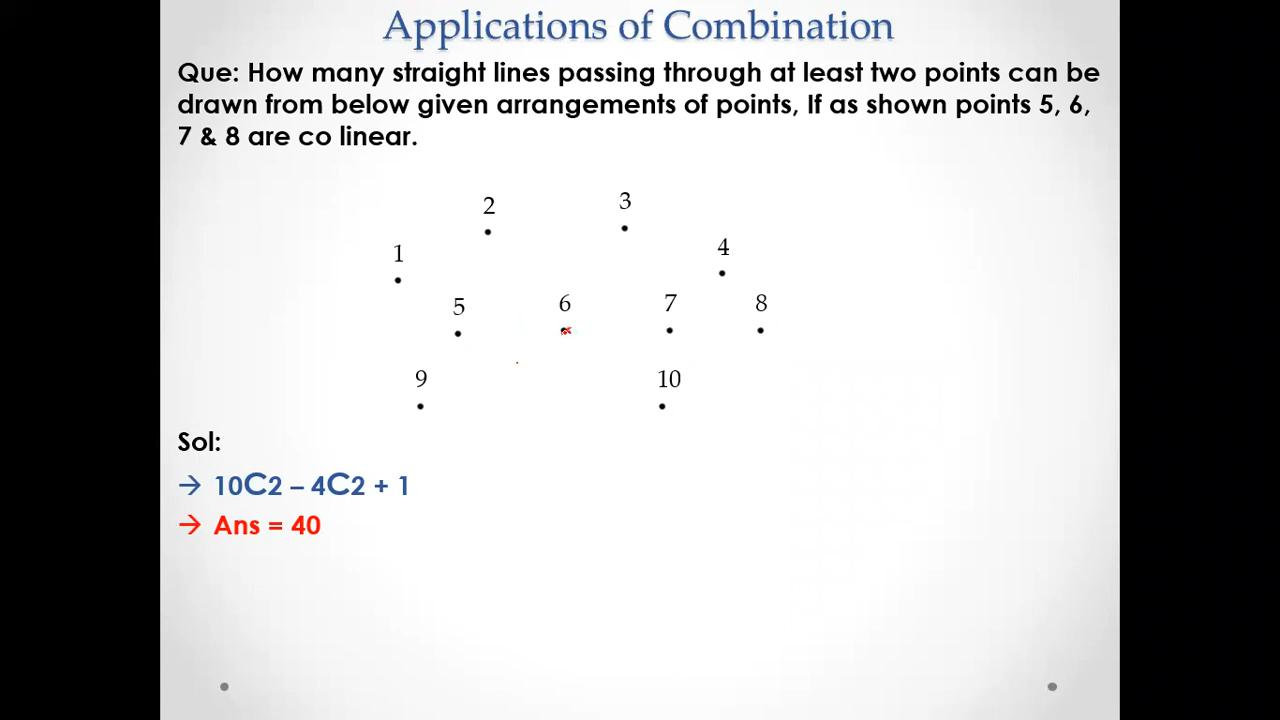 Applications of Combination
Que: How many straight lines passing through at least two points can be
drawn from below given arrangements of points, If as shown points 5, 6,
7 & 8 are co linear.
2 3
1 4
5 6 7 8
9 10
Sol:
→ 10C2 – 4C2 + 1
→ Ans = 40